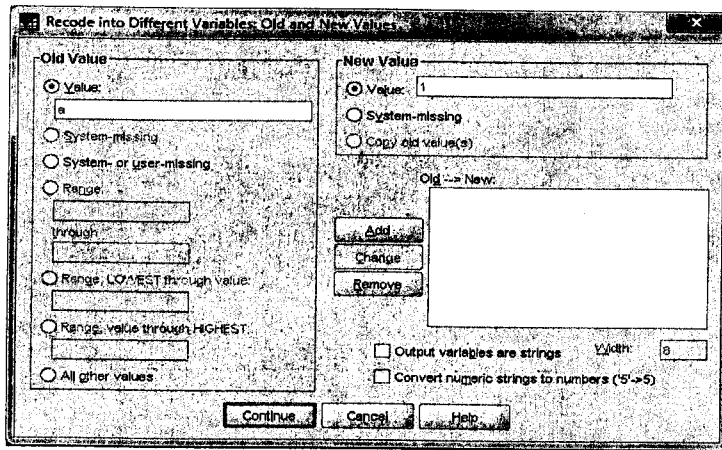 Recode into Different Variables: Old and New Values
Old Value
Value:
a
System-missing
System- or user-missing
Range:
through
Range, LOWEST through value:
Range, value through HIGHEST:
All other values
New Value
Value: 1
System-missing
Copy old value(s)
Old --> New:
Add
Change
Remove
Output variables are strings Width: 8
Convert numeric strings to numbers ('5'->5)
Continue Cancel Help